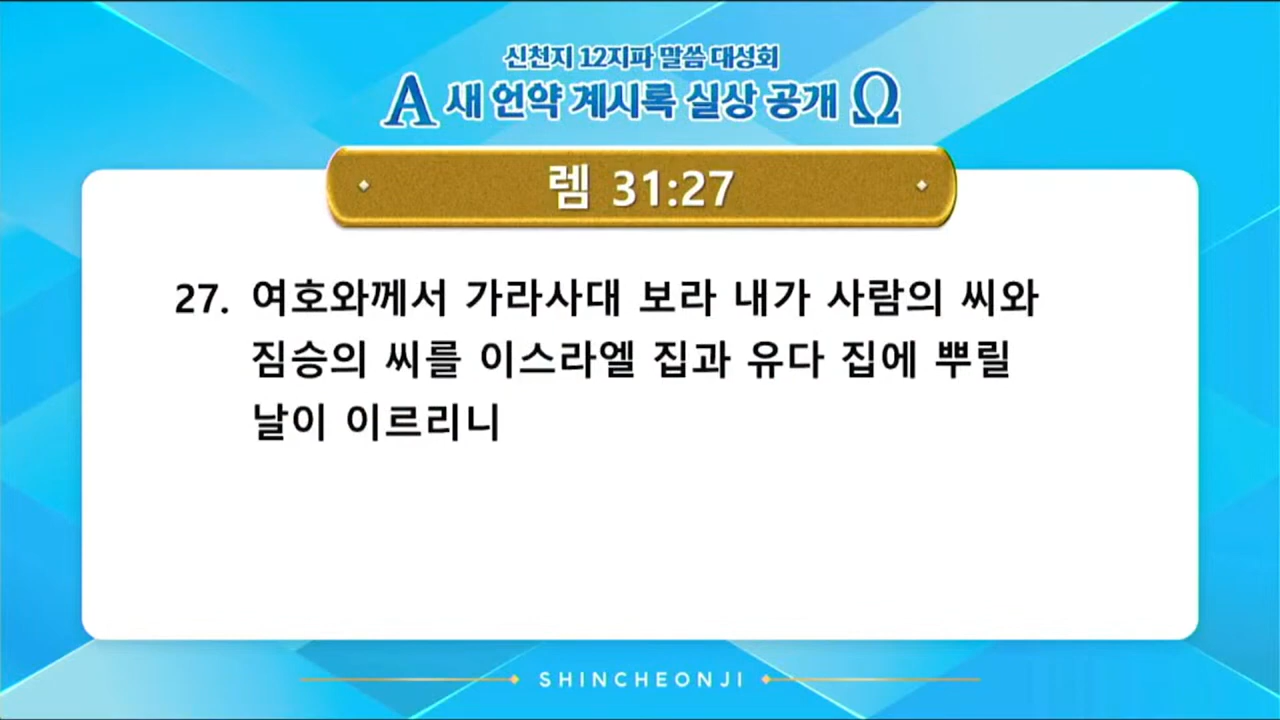 신천지 12지파 말씀 대성회
Α 새 언약 계시록 실상 공개 Ω
렘 31:27
27. 여호와께서 가라사대 보라 내가 사람의 씨와
짐승의 씨를 이스라엘 집과 유다 집에 뿌릴
날이 이르리니
SHINCHEONJI